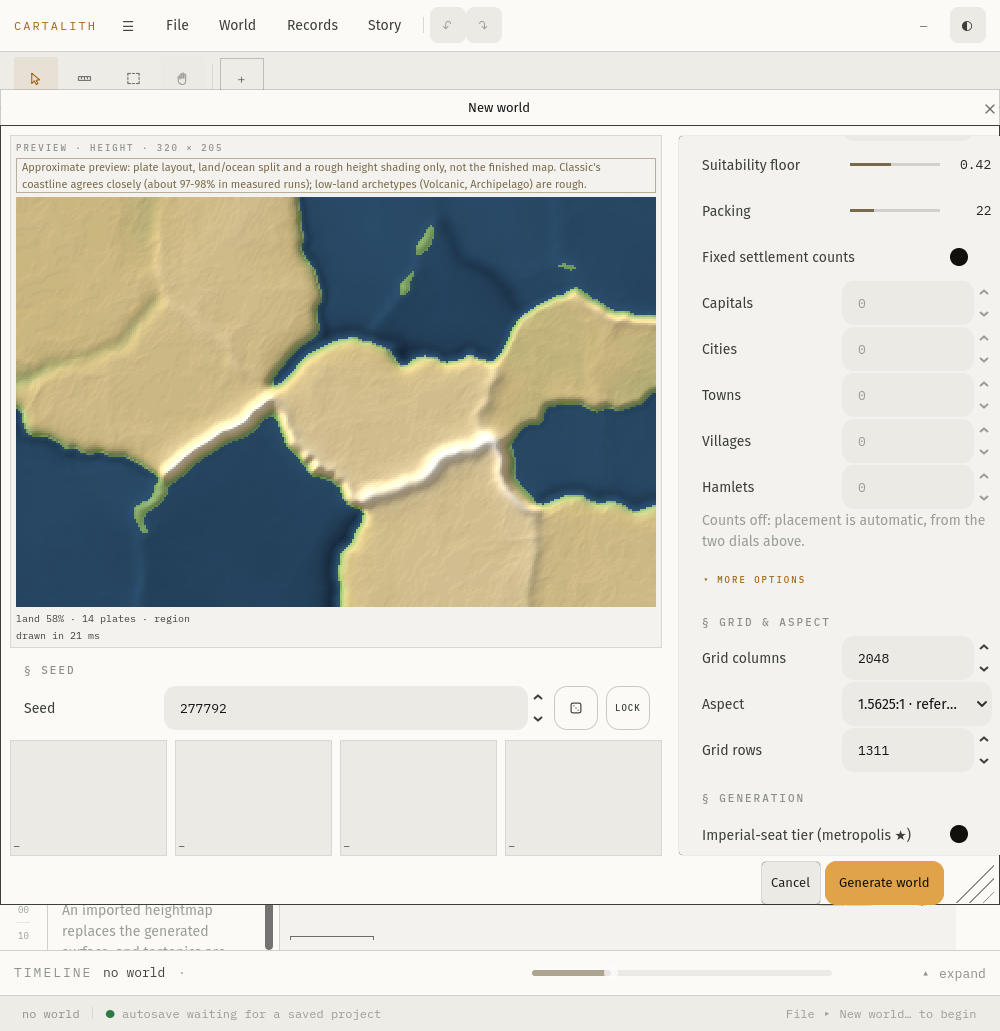 CARTALITH ☰ File World Records Story –
+
New world ×
PREVIEW · HEIGHT · 320 × 205
Approximate preview: plate layout, land/ocean split and a rough height shading only, not the finished map. Classic's
coastline agrees closely (about 97-98% in measured runs); low-land archetypes (Volcanic, Archipelago) are rough.
land 58% · 14 plates · region
drawn in 21 ms
§ SEED
Seed 277792 LOCK
– – – –
Suitability floor 0.42
Packing 22
Fixed settlement counts
Capitals 0
Cities 0
Towns 0
Villages 0
Hamlets 0
Counts off: placement is automatic, from the
two dials above.
MORE OPTIONS
§ GRID & ASPECT
Grid columns 2048
Aspect 1.5625:1 · refer...
Grid rows 1311
§ GENERATION
Imperial-seat tier (metropolis ★)
Cancel Generate world
00 An imported heightmap
10 replaces the generated
surface, and tectonics are
TIMELINE no world · ▴ expand
no world ● autosave waiting for a saved project File ▸ New world… to begin